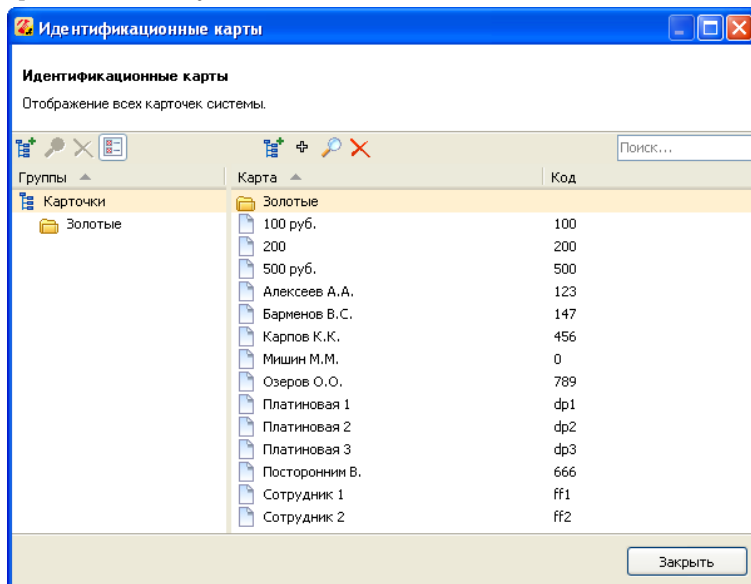 Идентификационные карты
Идентификационные карты
Отображение всех карточек системы.
Поиск...
Группы
Карта Код
Карточки
Золотые
Золотые
100 руб. 100
200 200
500 руб. 500
Алексеев А.А. 123
Барменов В.С. 147
Карпов К.К. 456
Мишин М.М. 0
Озеров О.О. 789
Платиновая 1 dp1
Платиновая 2 dp2
Платиновая 3 dp3
Посторонним В. 666
Сотрудник 1 ff1
Сотрудник 2 ff2
Закрыть